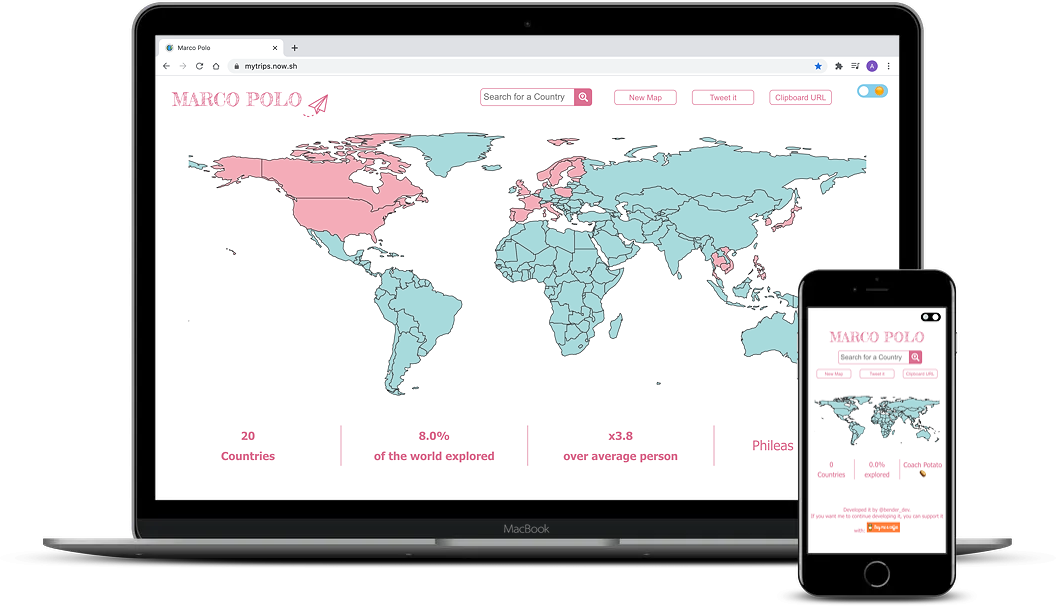 Marco Polo
mytrips.now.sh
A
MARCO POLO
Search for a Country
New Map
Tweet it
Clipboard URL
20
Countries
8.0%
of the world explored
x3.8
over average person
Phileas
MacBook
MARCO POLO
Search for a Country
New Map
Tweet it
Clipboard URL
0
Countries
0.0%
explored
Coach Potato
Developed it by @bender_dev.
If you want me to continue developing it, you can support it
with: